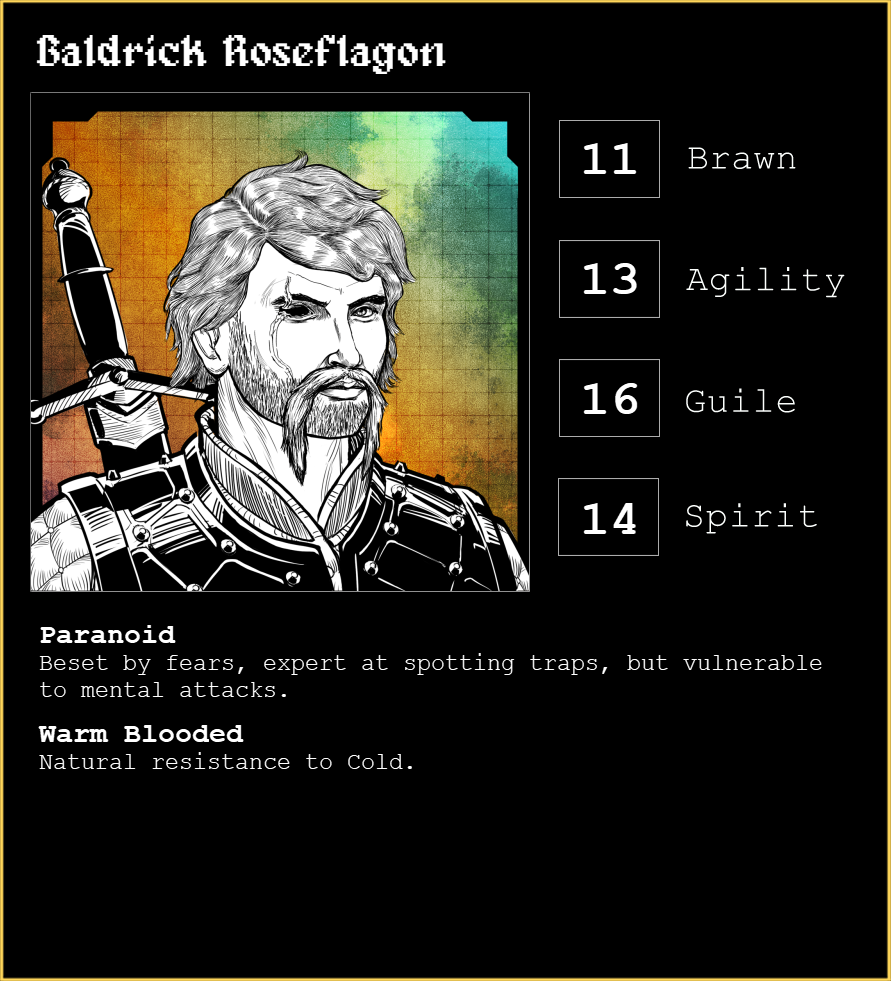 Baldrick Roseflagon
11 Brawn
13 Agility
16 Guile
14 Spirit
Paranoid
Beset by fears, expert at spotting traps, but vulnerable
to mental attacks.
Warm Blooded
Natural resistance to Cold.